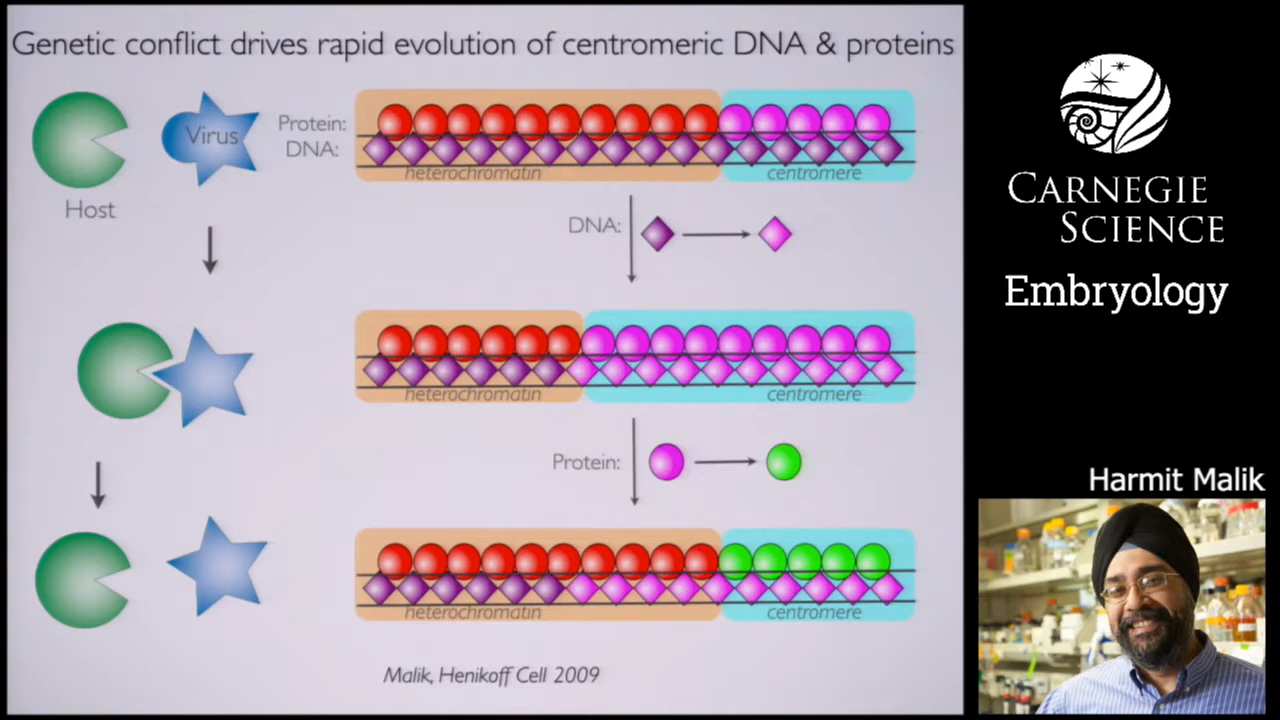 Genetic conflict drives rapid evolution of centromeric DNA & proteins
Virus
Host
Protein:
DNA:
heterochromatin
centromere
DNA:
heterochromatin
centromere
Protein:
heterochromatin
centromere
Malik, Henikoff Cell 2009
CARNEGIE
SCIENCE
Embryology
Harmit Malik